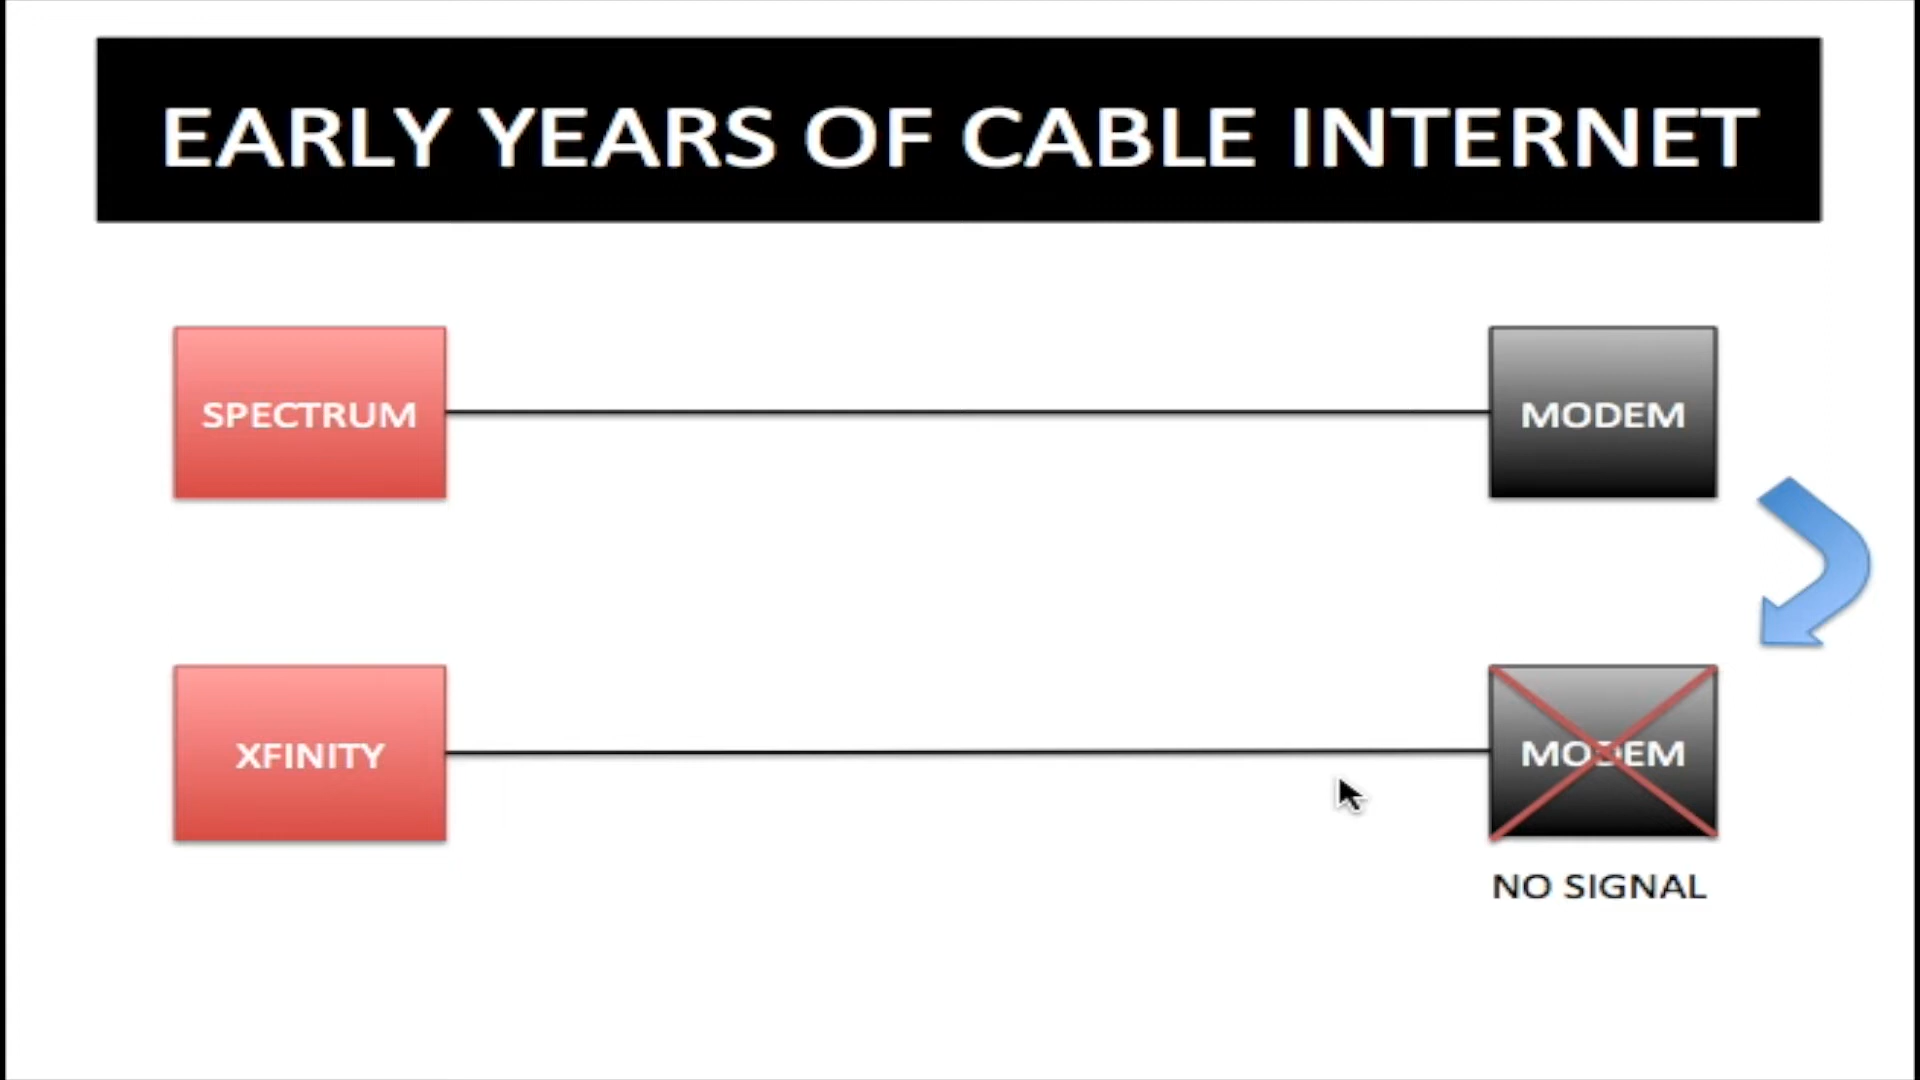 EARLY YEARS OF CABLE INTERNET
SPECTRUM
MODEM
XFINITY
MODEM
NO SIGNAL